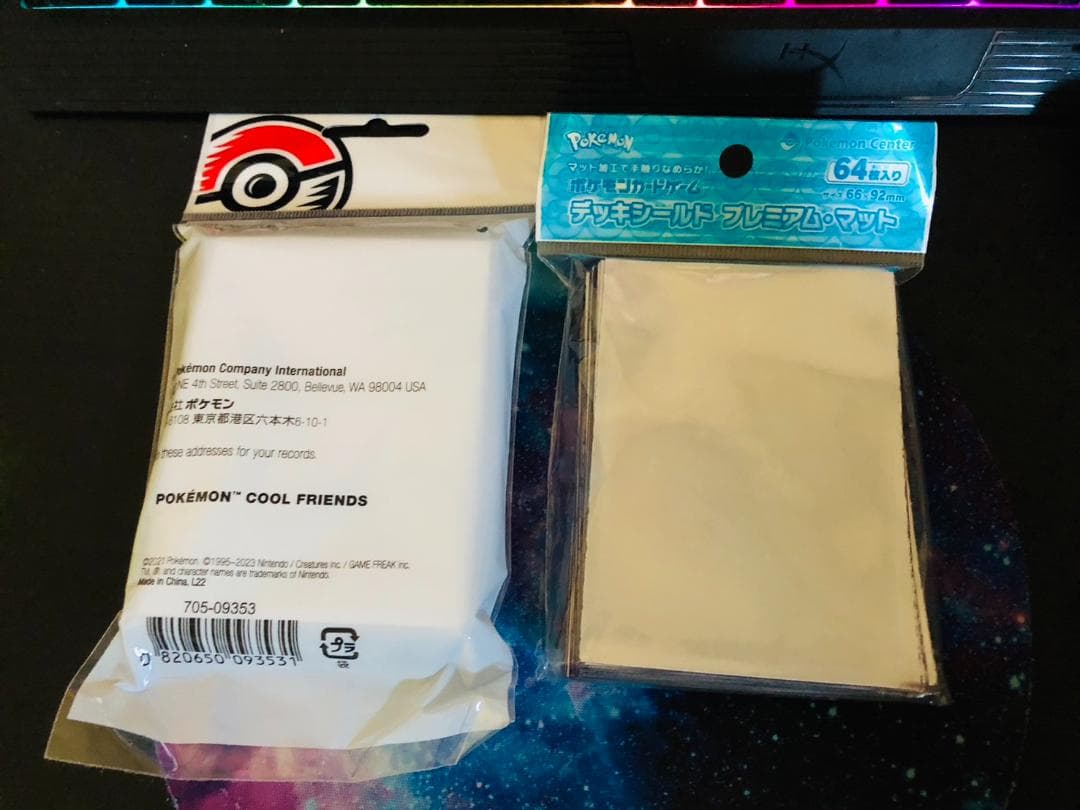 kémon Company International
NE 4th Street, Suite 2800, Bellevue, WA 98004 USA
社 ポケモン
8108 東京都港区六本木6-10-1
these addresses for your records.
POKÉMON™ COOL FRIENDS
©2021 Pokémon. ©1995–2023 Nintendo / Creatures Inc. / GAME FREAK inc.
TM, ®, and character names are trademarks of Nintendo.
Made in China. L22
705-09353
0 820650 093531
プラ
袋
POKÉMON
Pokémon Center
マット加工で手触りなめらか!
64枚入り
ポケモンカードゲーム
サイズ 66×92mm
デッキシールド プレミアム・マット